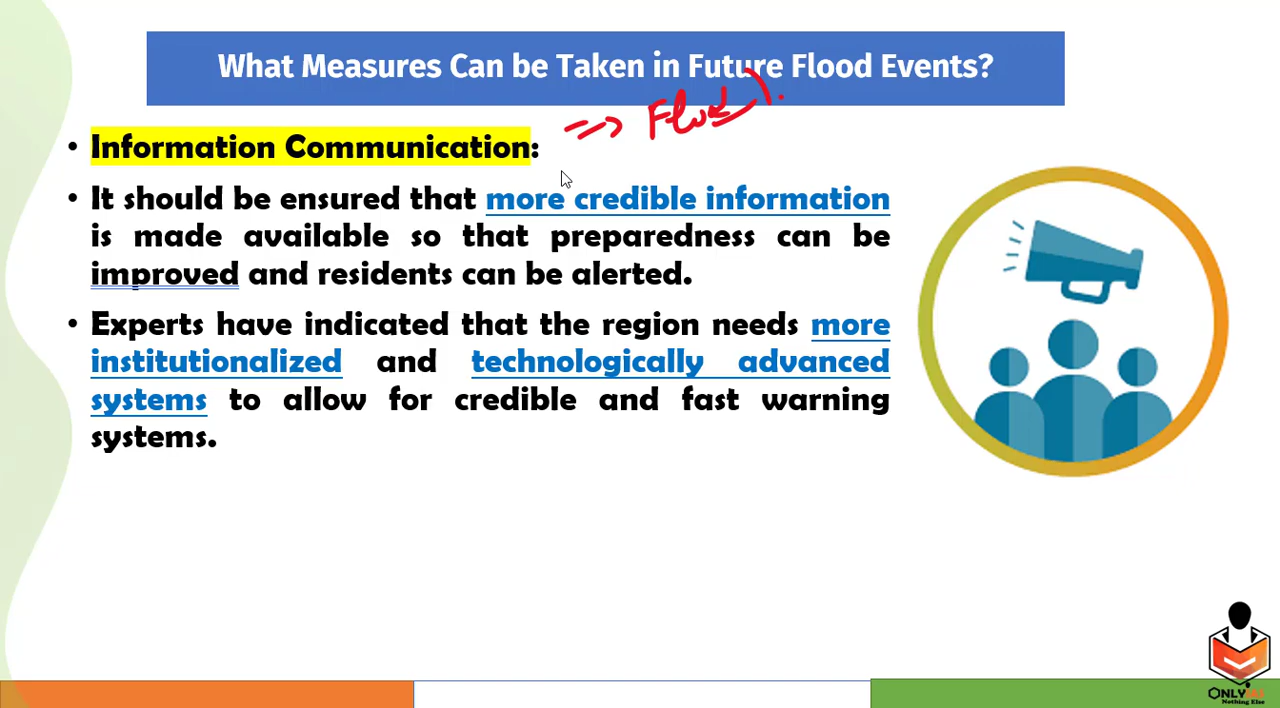 What Measures Can be Taken in Future Flood Events?
⇒ Flood
• Information Communication:
• It should be ensured that more credible information
is made available so that preparedness can be
improved and residents can be alerted.
• Experts have indicated that the region needs more
institutionalized and technologically advanced
systems to allow for credible and fast warning
systems.
ONLYIAS
Nothing Else